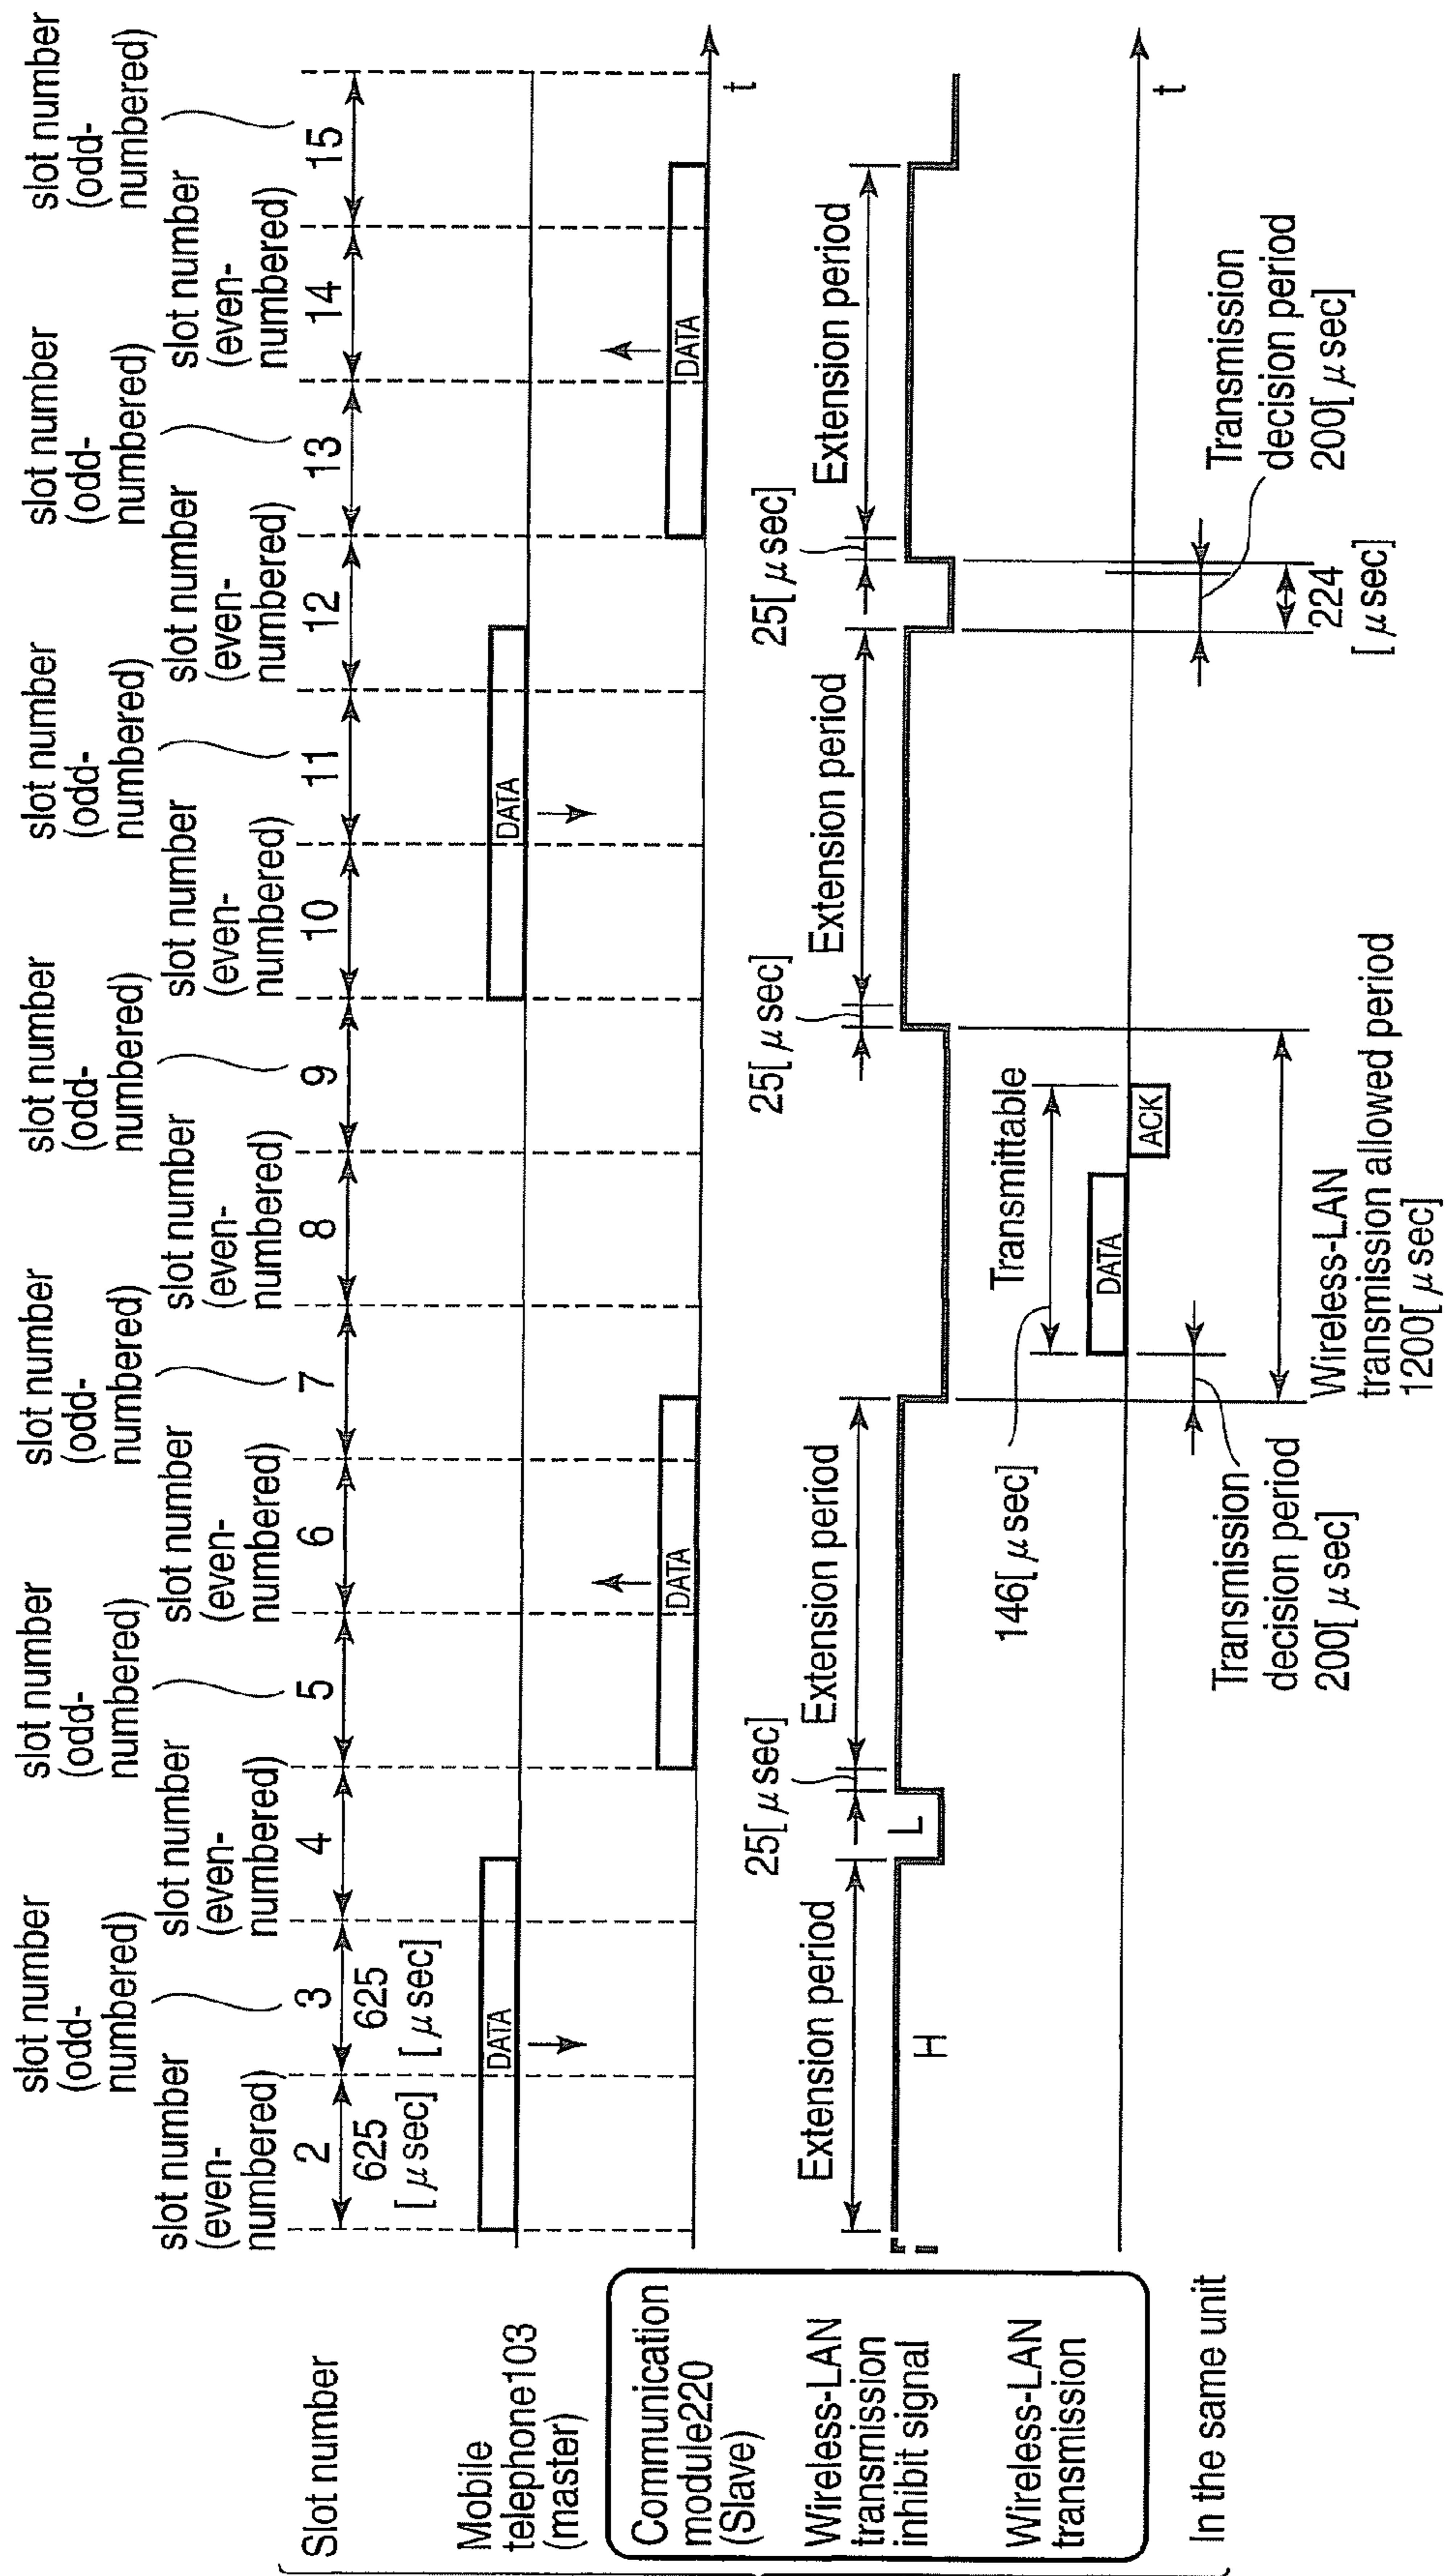 Slot number
slot number
(even-
numbered)
2
625
[μsec]
slot number
(odd-
numbered)
3
625
[μsec]
slot number
(even-
numbered)
4
slot number
(odd-
numbered)
5
slot number
(even-
numbered)
6
slot number
(odd-
numbered)
7
slot number
(even-
numbered)
8
slot number
(odd-
numbered)
9
slot number
(even-
numbered)
10
slot number
(odd-
numbered)
11
slot number
(even-
numbered)
12
slot number
(odd-
numbered)
13
slot number
(even-
numbered)
14
slot number
(odd-
numbered)
15
Mobile
telephone103
(master)
DATA
DATA
Communication
module220
(Slave)
DATA
DATA
t
Wireless-LAN
transmission
inhibit signal
Extension period
H
L
25[μsec]
Extension period
25[μsec]
Extension period
25[μsec]
Extension period
Wireless-LAN
transmission
146[μsec]
Transmittable
DATA
ACK
t
Transmission
decision period
200[μsec]
Wireless-LAN
transmission allowed period
1200[μsec]
224
[μsec]
Transmission
decision period
200[μsec]
In the same unit